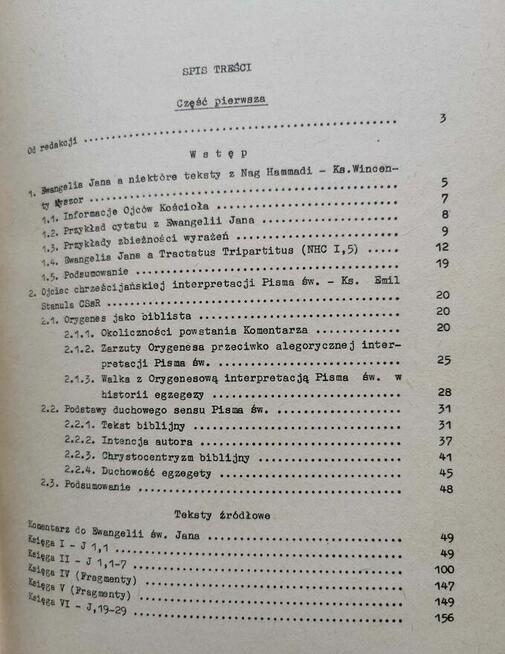 SPIS TREŚCI
Część pierwsza
Od redakcji ........ 3
Wstęp
1. Ewangelia Jana a niektóre teksty z Nag Hammadi - Ks.Wincen-
ty Myszor ........ 5
1.1. Informacje Ojców Kościoła ........ 7
1.2. Przykład cytatu z Ewangelii Jana ........ 8
1.3. Przykłady zbieżności wyrażeń ........ 9
1.4. Ewangelia Jana a Tractatus Tripartitus (NHC I,5) ........ 12
1.5. Podsumowanie ........ 19
2. Ojciec chrześcijańskiej interpretacji Pisma św. - Ks. Emil
Stanula CSsR ........ 20
2.1. Orygenes jako biblista ........ 20
2.1.1. Okoliczności powstania Komentarza ........ 20
2.1.2. Zarzuty Orygenesa przeciwko alegorycznej inter-
pretacji Pisma św. ........ 25
2.1.3. Walka z Orygenesową interpretacją Pisma św. w
historii egzegezy ........ 28
2.2. Podstawy duchowego sensu Pisma św. ........ 31
2.2.1. Tekst biblijny ........ 31
2.2.2. Intencja autora ........ 37
2.2.3. Chrystocentryzm biblijny ........ 41
2.2.4. Duchowość egzegety ........ 45
2.3. Podsumowanie ........ 48
Teksty źródłowe
Komentarz do Ewangelii św. Jana ........ 49
Księga I - J 1,1 ........ 49
Księga II - J 1,1-7 ........ 100
Księga IV (Fragmenty) ........ 147
Księga V (Fragmenty) ........ 149
Księga VI - J,19-29 ........ 156